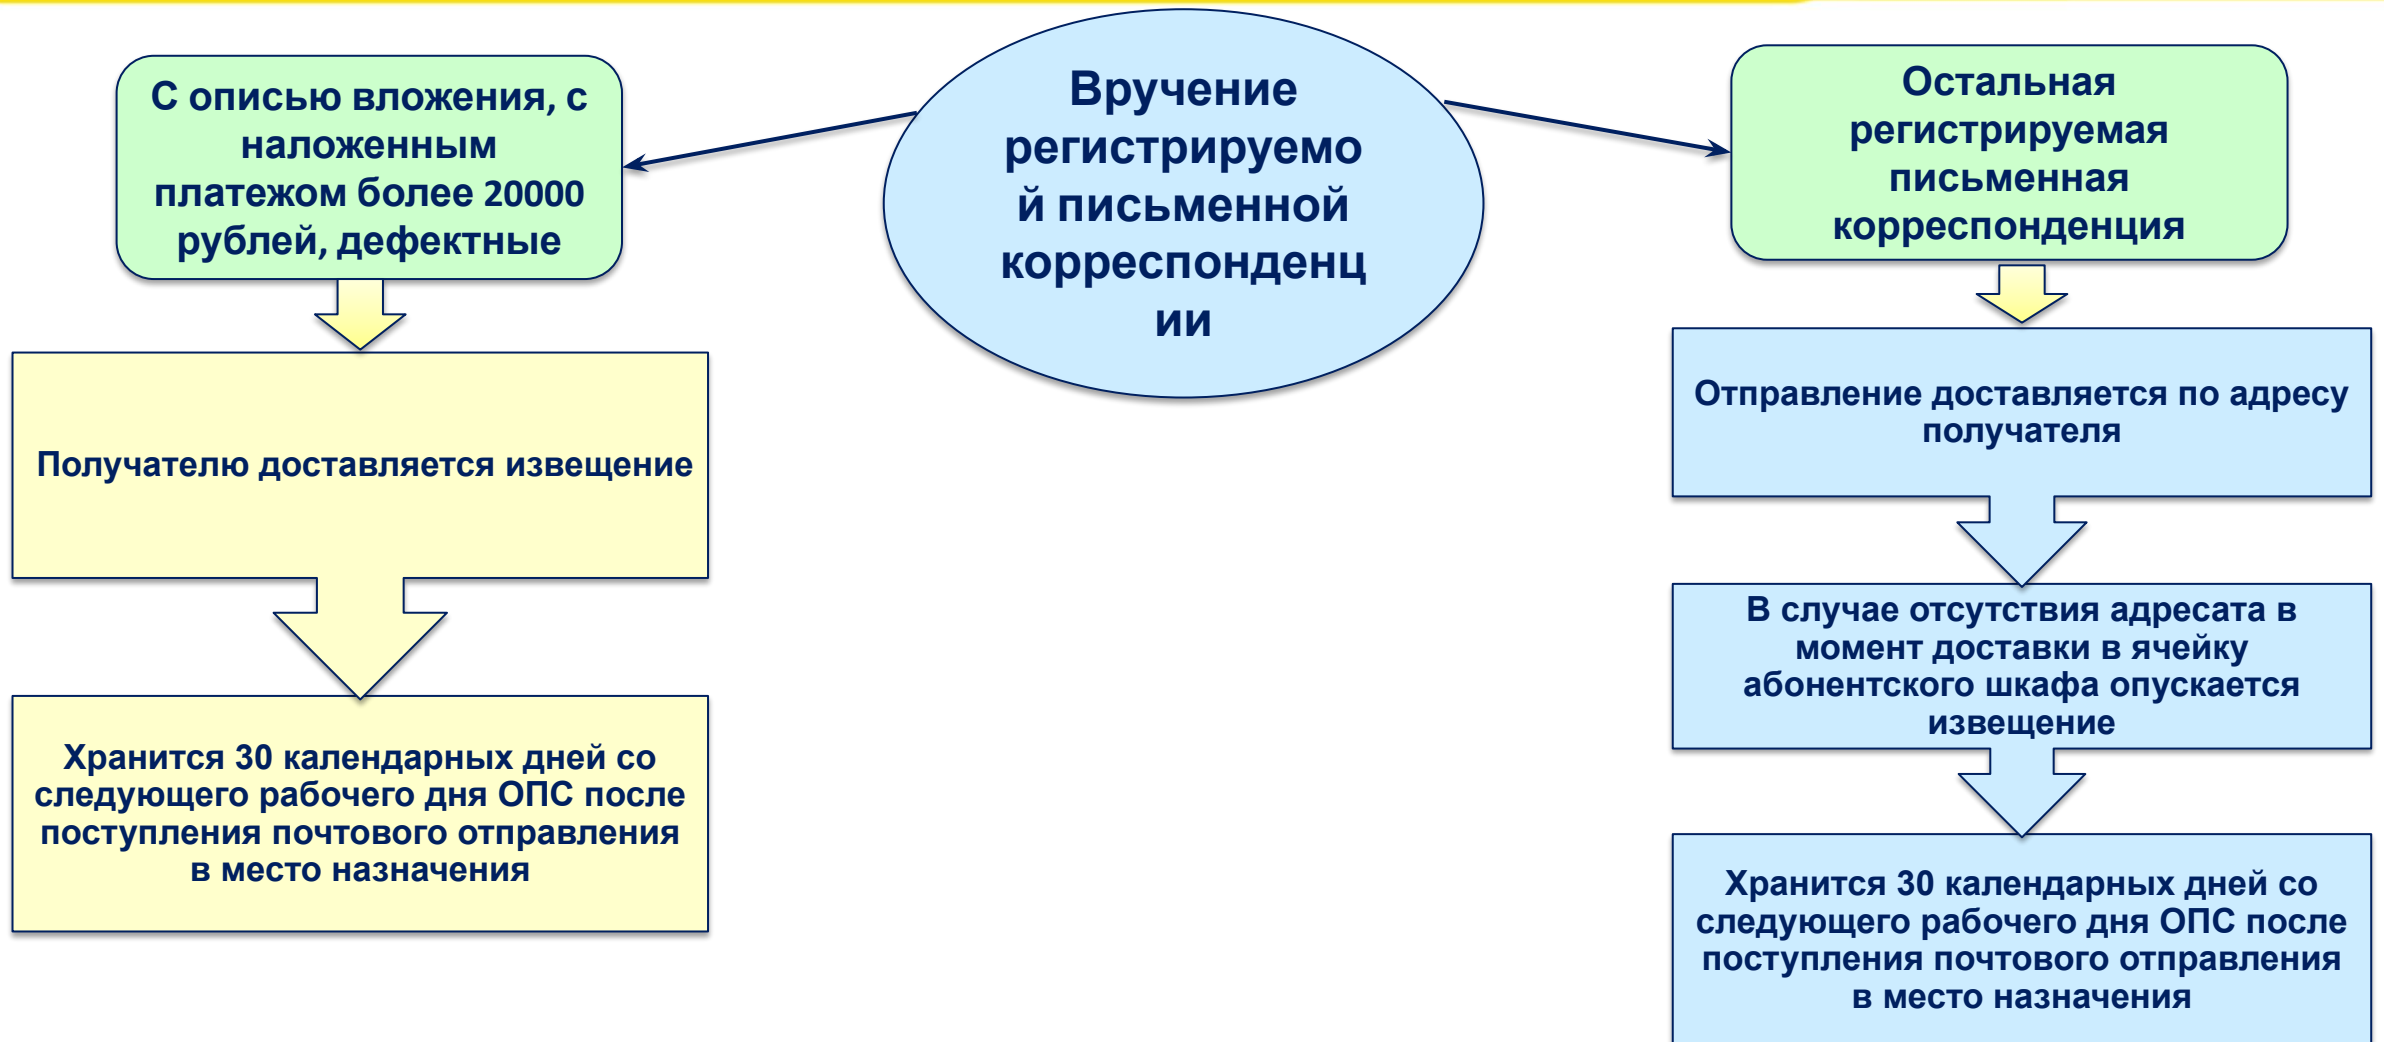 С описью вложения, с
наложенным
платежом более 20000
рублей, дефектные
Получателю доставляется извещение
Хранится 30 календарных дней со
следующего рабочего дня ОПС после
поступления почтового отправления
в место назначения
Вручение
регистрируемо
й письменной
корреспонденц
ии
Остальная
регистрируемая
письменная
корреспонденция
Отправление доставляется по адресу
получателя
В случае отсутствия адресата в
момент доставки в ячейку
абонентского шкафа опускается
извещение
Хранится 30 календарных дней со
следующего рабочего дня ОПС после
поступления почтового отправления
в место назначения